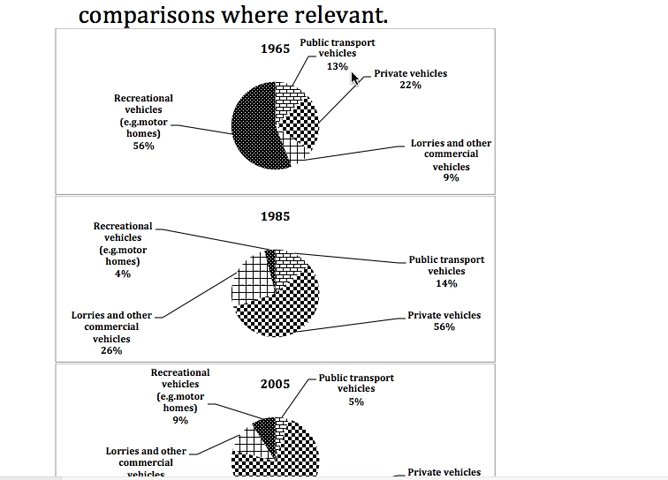 comparisons where relevant.
1965
Public transport
vehicles
13%
Private vehicles
22%
Recreational
vehicles
(e.g.motor
homes)
56%
Lorries and other
commercial
vehicles
9%
1985
Recreational
vehicles
(e.g.motor
homes)
4%
Public transport
vehicles
14%
Private vehicles
56%
Lorries and other
commercial
vehicles
26%
2005
Recreational
vehicles
(e.g.motor
homes)
9%
Public transport
vehicles
5%
Lorries and other
commercial
vehicles
Private vehicles